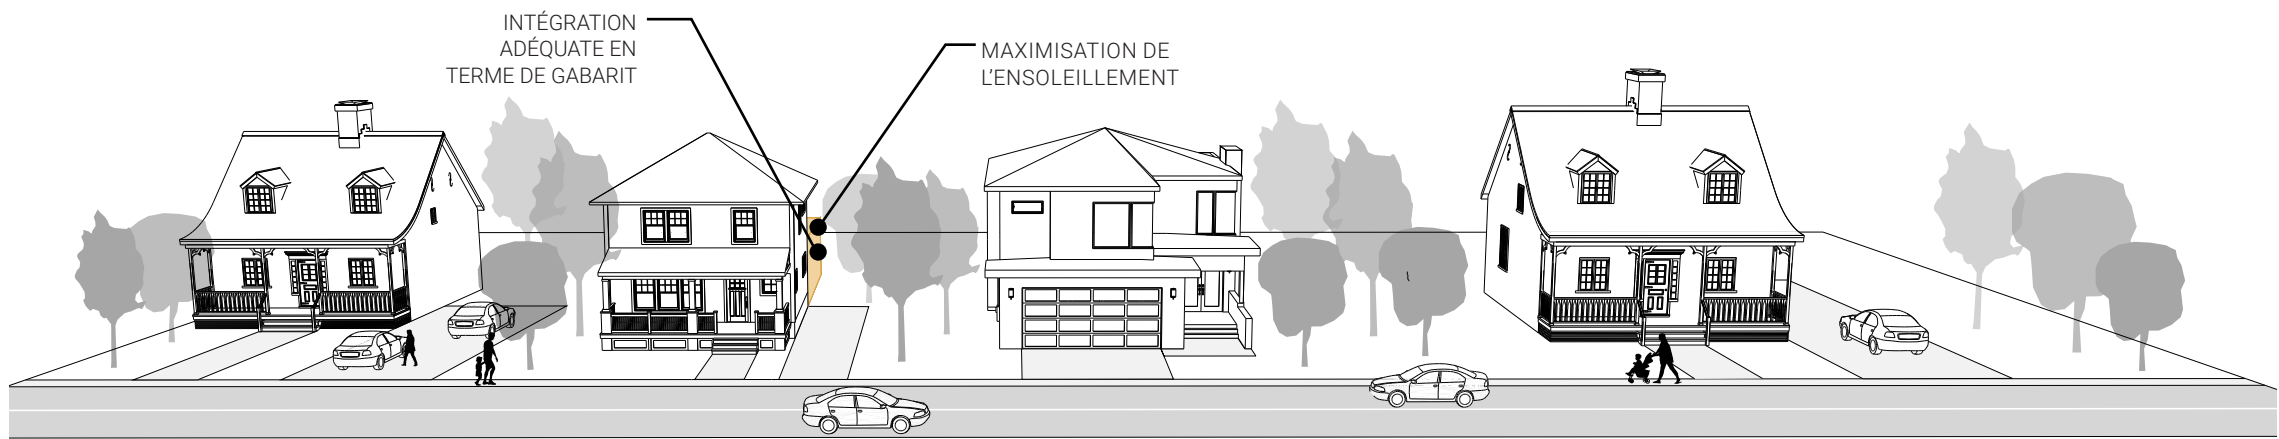 INTÉGRATION
ADÉQUATE EN
TERME DE GABARIT
MAXIMISATION DE
L'ENSOLEILLEMENT